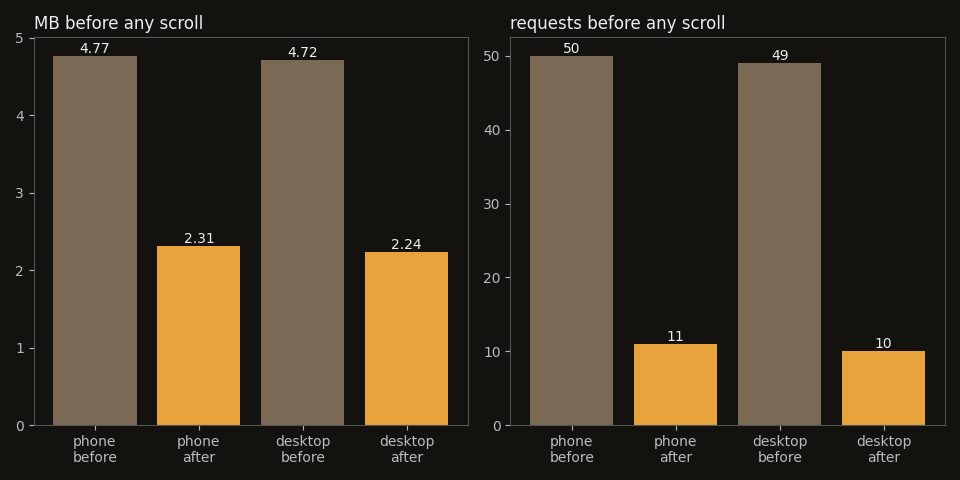 MB before any scroll
5
4
3
2
1
0
4.77
2.31
4.72
2.24
phone
before
phone
after
desktop
before
desktop
after
requests before any scroll
50
40
30
20
10
0
50
11
49
10
phone
before
phone
after
desktop
before
desktop
after